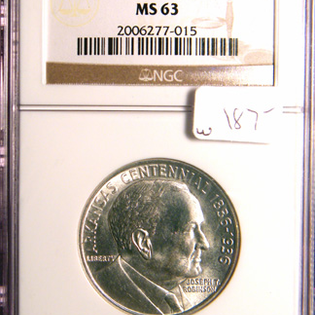 MS 63
2006277-015
NGC
187-
w
ARKANSAS CENTENNIAL 1836-1936
LIBERTY
JOSEPH T.
ROBINSON